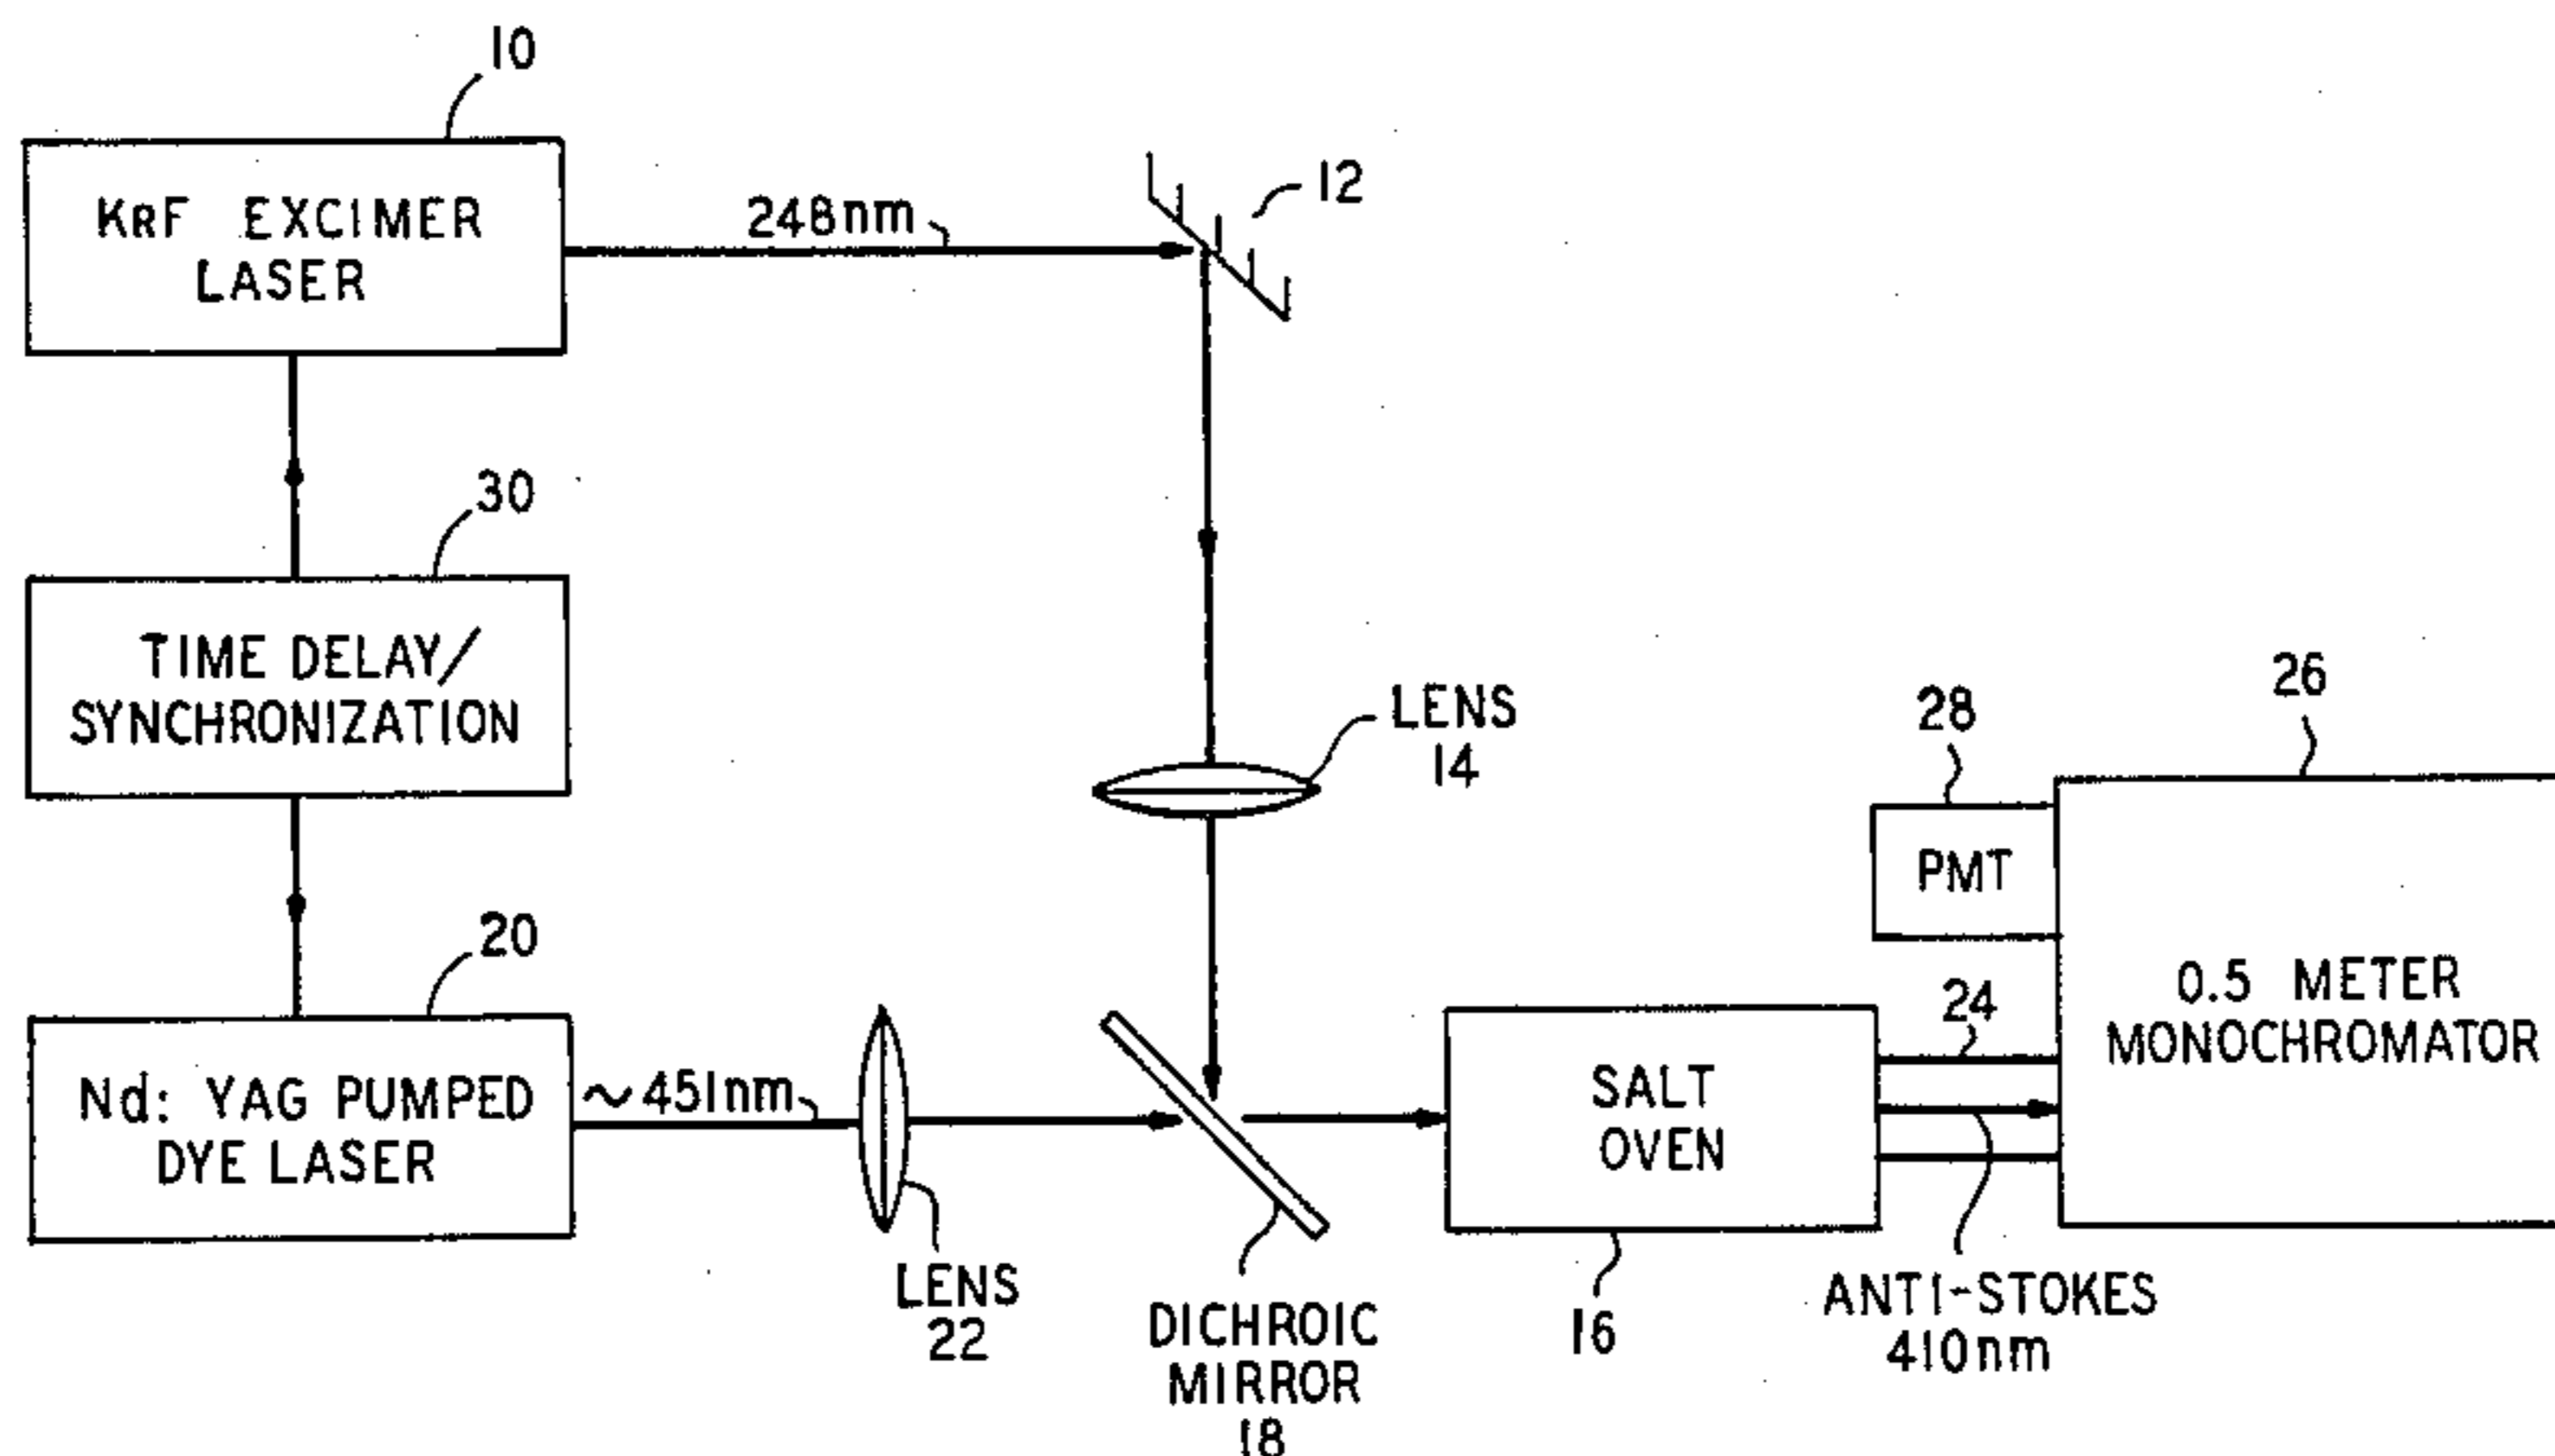 10
KRF EXCIMER
LASER
248nm
12
30
TIME DELAY/
SYNCHRONIZATION
LENS
14
28
26
PMT
20
24
0.5 METER
MONOCHROMATOR
Nd: YAG PUMPED
DYE LASER
~451nm
SALT
OVEN
LENS
22
DICHROIC
MIRROR
18
16
ANTI-STOKES
410nm